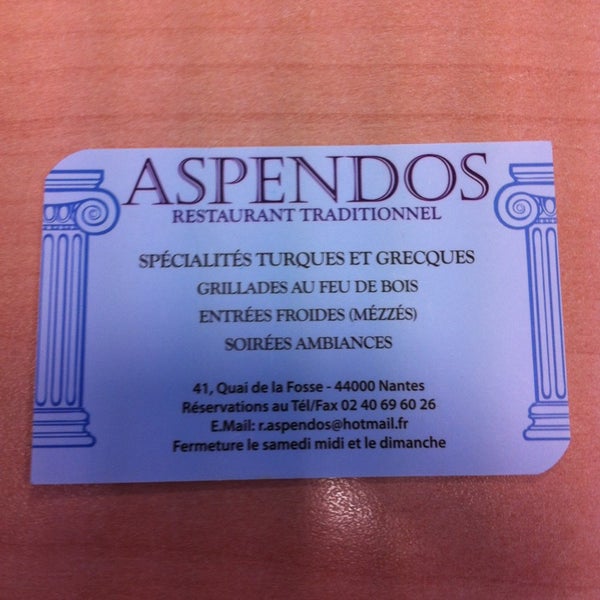 ASPENDOS
RESTAURANT TRADITIONNEL
SPÉCIALITÉS TURQUES ET GRECQUES
GRILLADES AU FEU DE BOIS
ENTRÉES FROIDES (MÉZZÉS)
SOIRÉES AMBIANCES
41, Quai de la Fosse - 44000 Nantes
Réservations au Tél/Fax 02 40 69 60 26
E.Mail: r.aspendos@hotmail.fr
Fermeture le samedi midi et le dimanche